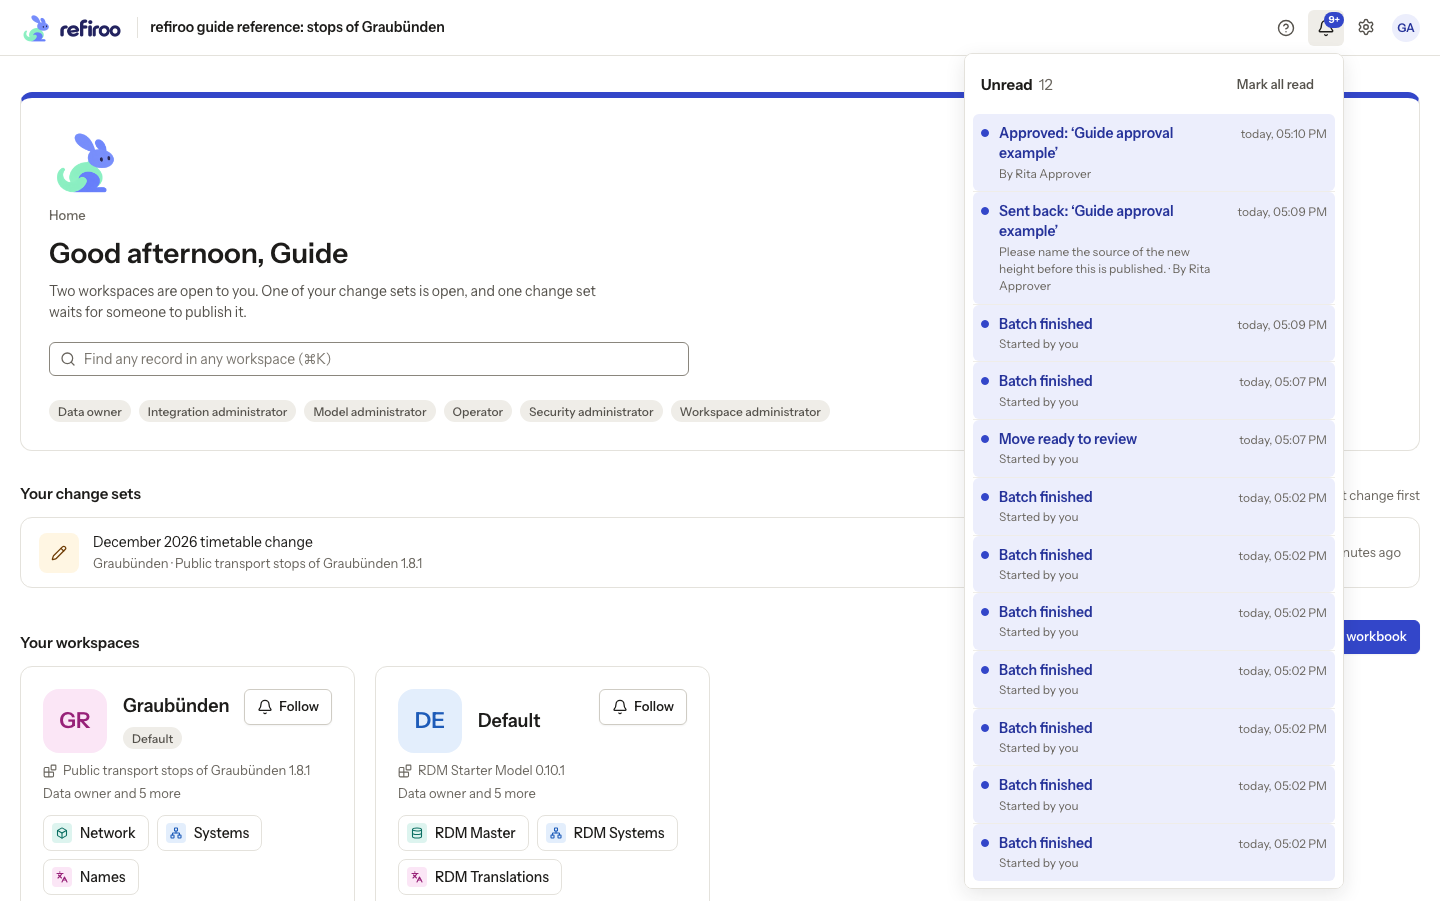 refiroo
refiroo guide reference: stops of Graubünden
9+
GA
Unread 12
Mark all read
Approved: ‘Guide approval
example’
today, 05:10 PM
By Rita Approver
Sent back: ‘Guide approval
example’
today, 05:09 PM
Please name the source of the new
height before this is published. · By Rita
Approver
Batch finished
today, 05:09 PM
Started by you
Batch finished
today, 05:07 PM
Started by you
Move ready to review
today, 05:07 PM
Started by you
Batch finished
today, 05:02 PM
Started by you
Batch finished
today, 05:02 PM
Started by you
Batch finished
today, 05:02 PM
Started by you
Batch finished
today, 05:02 PM
Started by you
Batch finished
today, 05:02 PM
Started by you
Batch finished
today, 05:02 PM
Started by you
Batch finished
today, 05:02 PM
Started by you
Home
Good afternoon, Guide
Two workspaces are open to you. One of your change sets is open, and one change set
waits for someone to publish it.
Find any record in any workspace (⌘K)
Data owner
Integration administrator
Model administrator
Operator
Security administrator
Workspace administrator
Your change sets
t change first
December 2026 timetable change
Graubünden · Public transport stops of Graubünden 1.8.1
nutes ago
Your workspaces
workbook
GR
Graubünden
Follow
Default
Public transport stops of Graubünden 1.8.1
Data owner and 5 more
Network
Systems
Names
DE
Default
Follow
RDM Starter Model 0.10.1
Data owner and 5 more
RDM Master
RDM Systems
RDM Translations